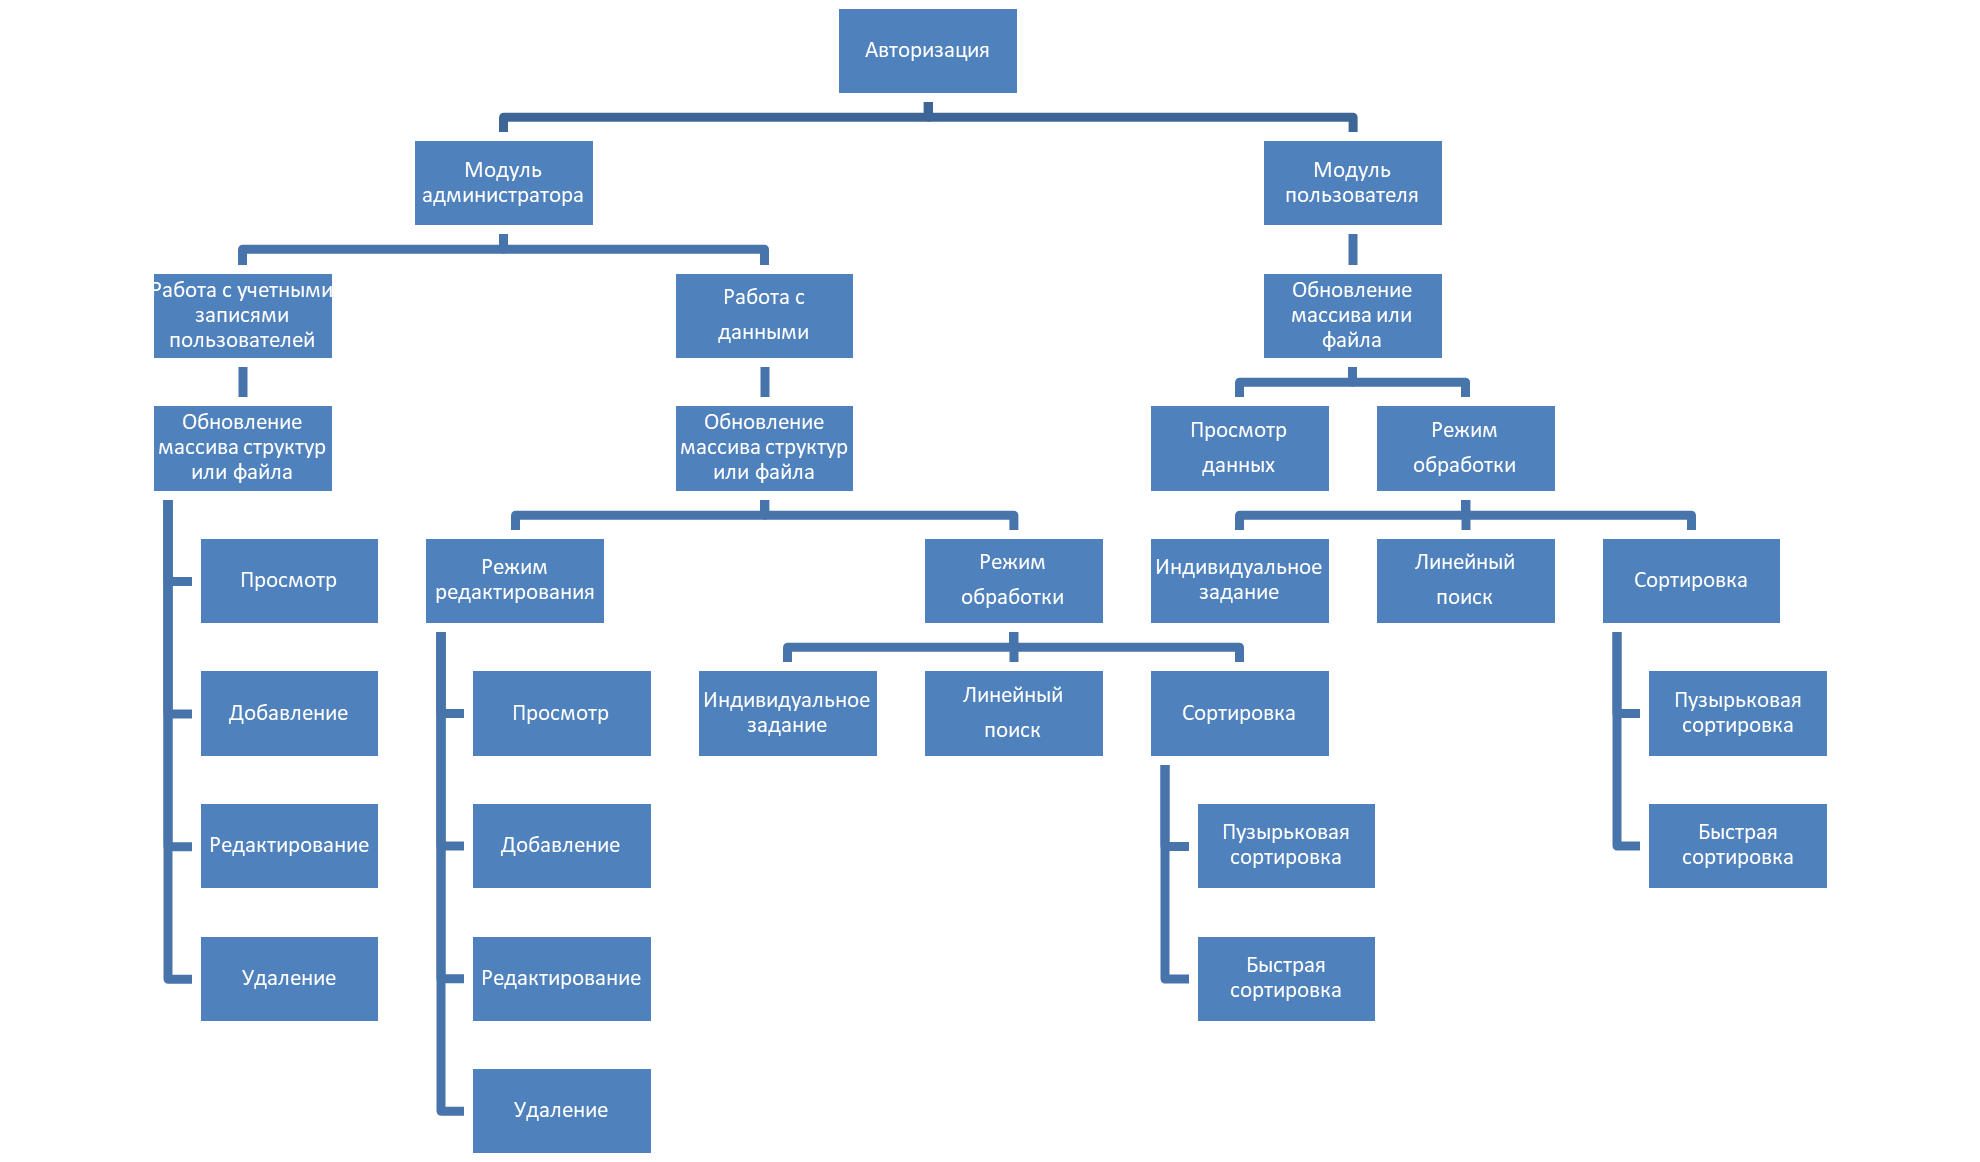 Авторизация
Модуль
администратора
Модуль
пользователя
Работа с учетными
записями
пользователей
Работа с
данными
Обновление
массива или
файла
Обновление
массива структур
или файла
Обновление
массива структур
или файла
Просмотр
данных
Режим
обработки
Просмотр
Режим
редактирования
Режим
обработки
Индивидуальное
задание
Линейный
поиск
Сортировка
Добавление
Просмотр
Индивидуальное
задание
Линейный
поиск
Сортировка
Пузырьковая
сортировка
Редактирование
Добавление
Пузырьковая
сортировка
Быстрая
сортировка
Удаление
Редактирование
Быстрая
сортировка
Удаление